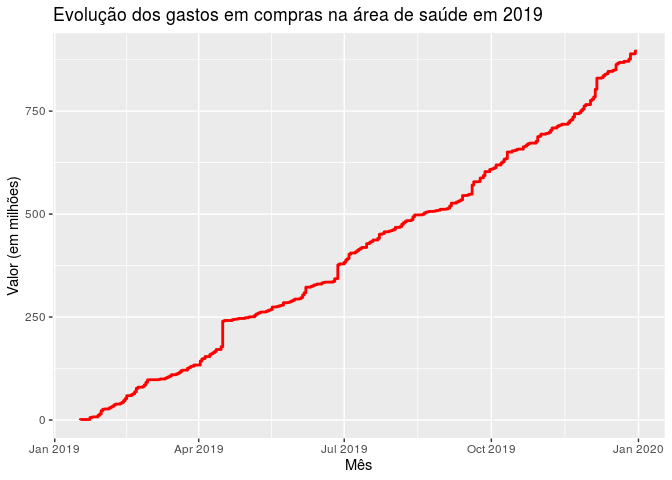 Evolução dos gastos em compras na área de saúde em 2019
Valor (em milhões)
750
500
250
0
Jan 2019 Apr 2019 Jul 2019 Oct 2019 Jan 2020
Mês